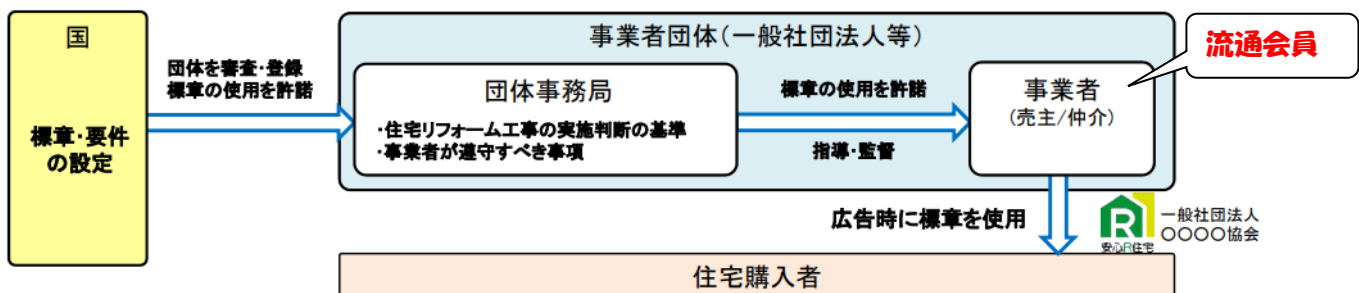 国
標章･要件
の設定
団体を審査･登録
標章の使用を許諾
事業者団体（一般社団法人等）
団体事務局
･住宅リフォーム工事の実施判断の基準
･事業者が遵守すべき事項
標章の使用を許諾
指導･監督
事業者
(売主/仲介)
流通会員
広告時に標章を使用
R
安心R住宅
一般社団法人
〇〇〇〇協会
住宅購入者